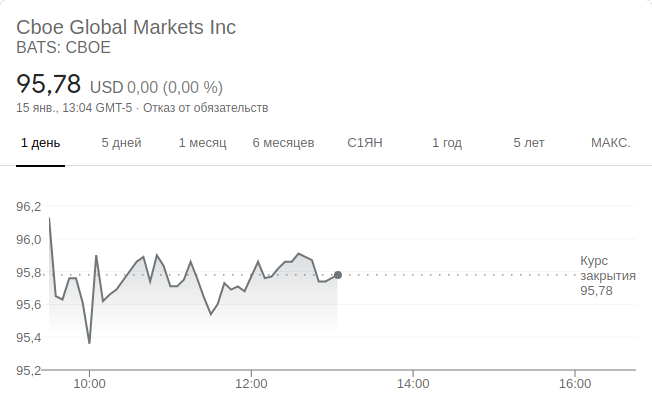 Cboe Global Markets Inc
BATS: CBOE
95,78 USD 0,00 (0,00 %)
15 янв., 13:04 GMT-5 · Отказ от обязательств
1 день 5 дней 1 месяц 6 месяцев С1ЯН 1 год 5 лет МАКС.
96,2
96,0
95,8
95,6
95,4
95,2
Курс
закрытия
95,78
10:00 12:00 14:00 16:00